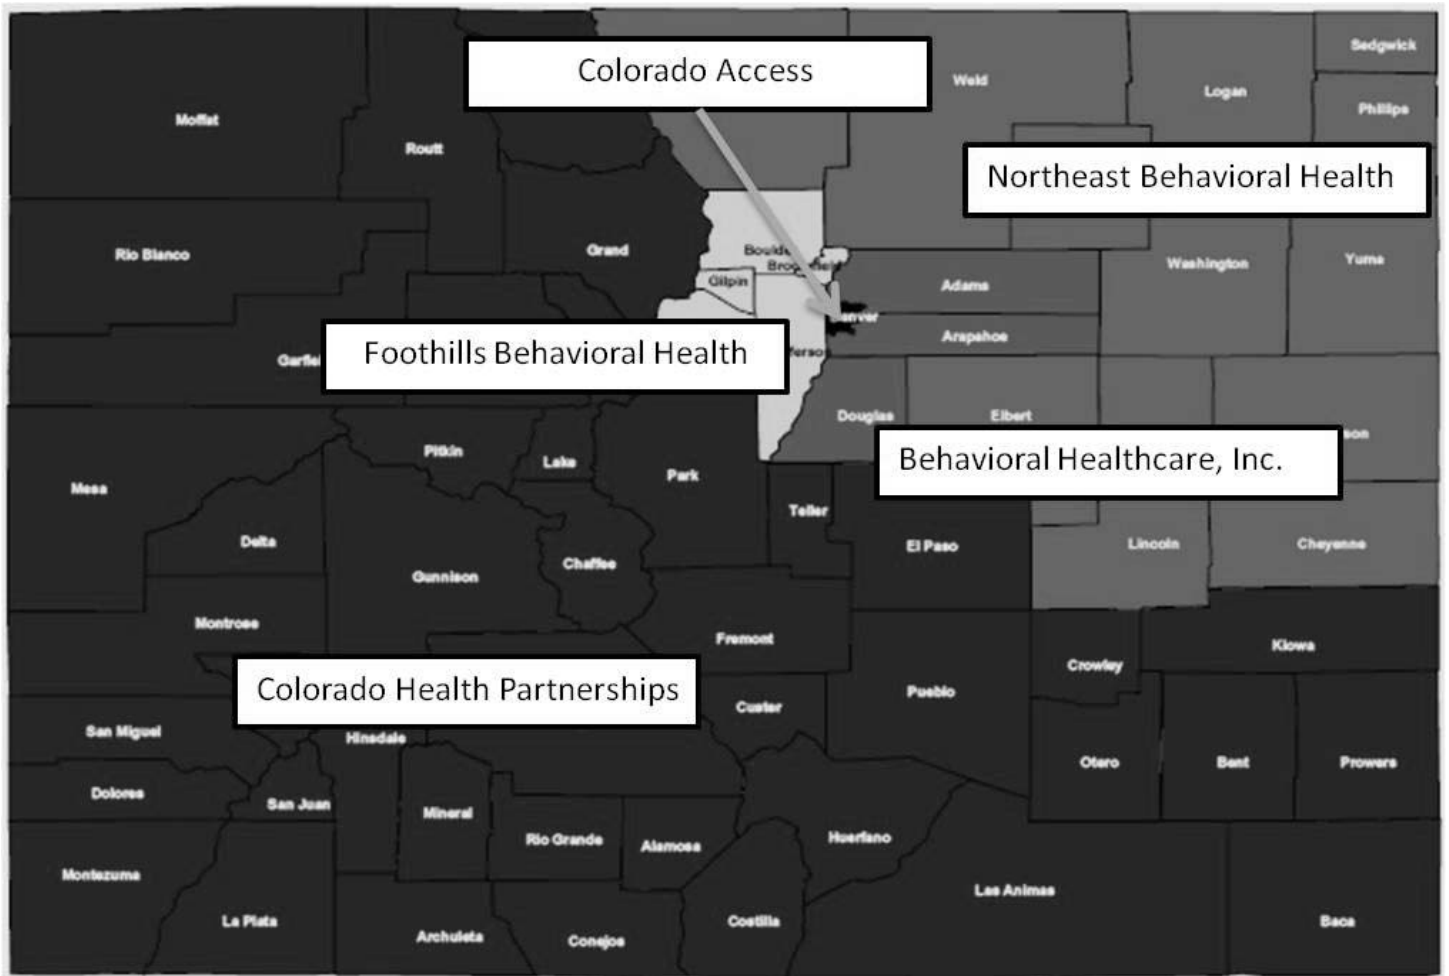 Colorado Access
Sedgwick
Weld
Logan
Phillips
Moffat
Routt
Northeast Behavioral Health
Rio Blanco
Grand
Washington
Yuma
Gilpin
Adams
Arapahoe
Foothills Behavioral Health
Douglas
Elbert
Pitkin
Lake
Park
Behavioral Healthcare, Inc.
Mesa
Teller
Delta
El Paso
Lincoln
Cheyenne
Chaffee
Gunnison
Montrose
Fremont
Kiowa
Crowley
Colorado Health Partnerships
Pueblo
Custer
San Miguel
Hinsdale
Otero
Bent
Prowers
Dolores
San Juan
Mineral
Rio Grande
Alamosa
Huerfano
Montezuma
Las Animas
La Plata
Archuleta
Conejos
Costilla
Baca